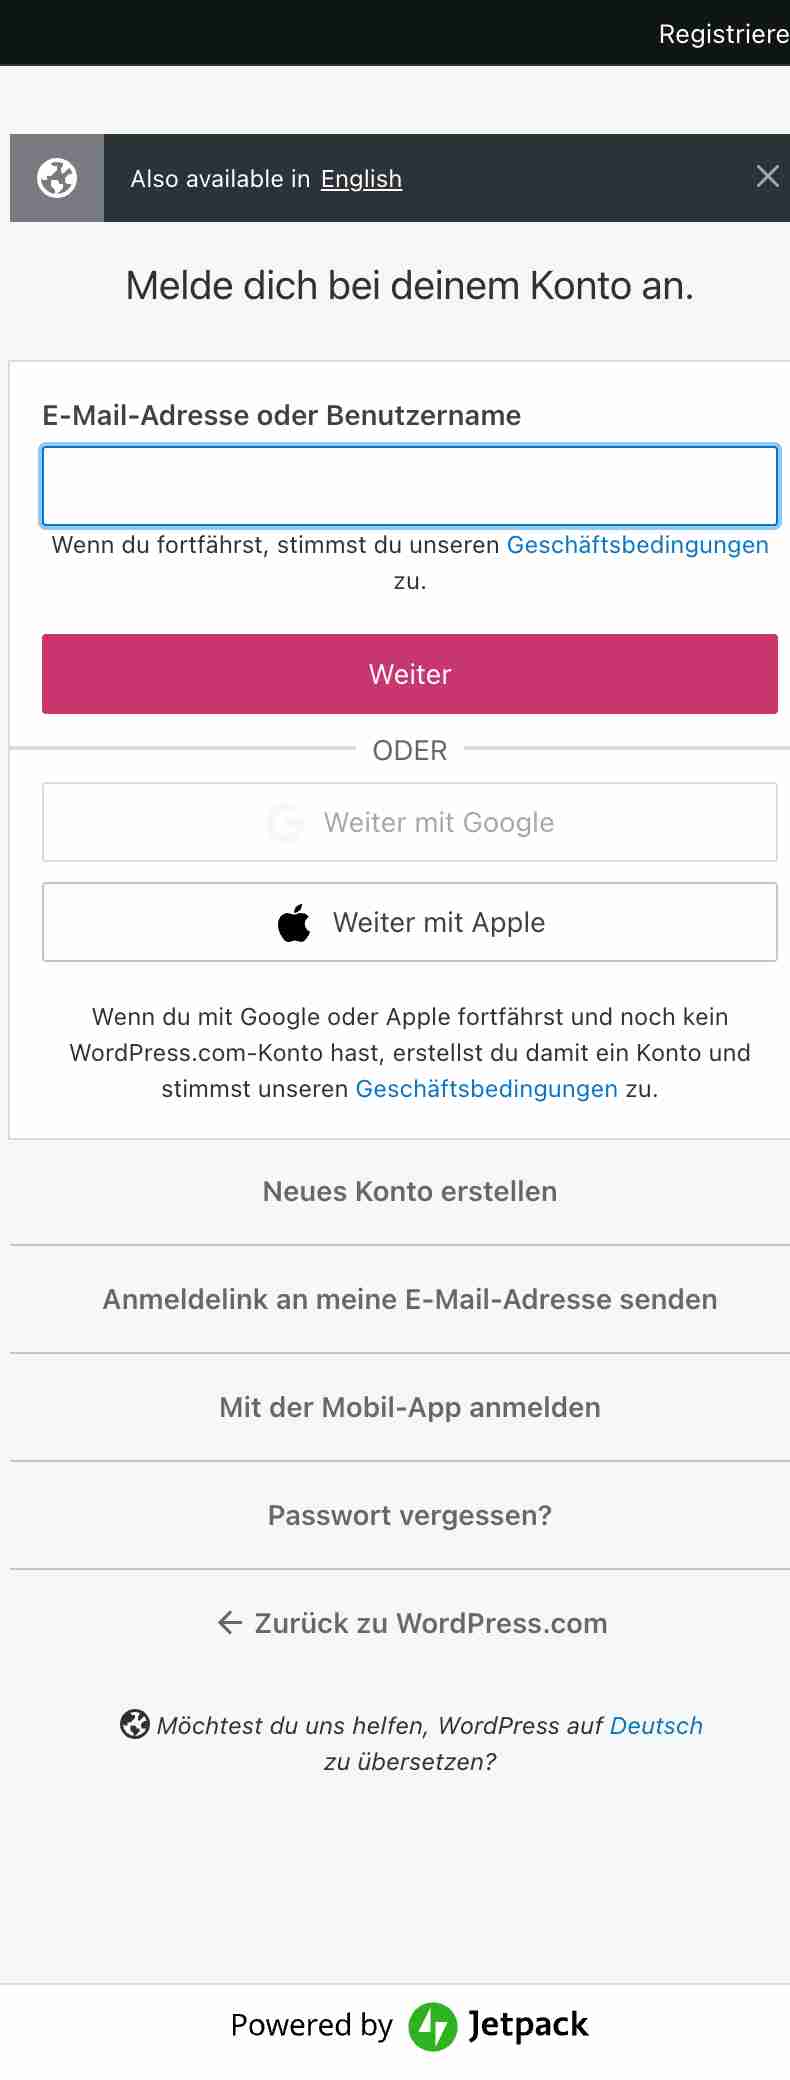 Registriere
Also available in English
Melde dich bei deinem Konto an.
E-Mail-Adresse oder Benutzername
Wenn du fortfährst, stimmst du unseren Geschäftsbedingungen
zu.
Weiter
ODER
Weiter mit Google
Weiter mit Apple
Wenn du mit Google oder Apple fortfährst und noch kein
WordPress.com-Konto hast, erstellst du damit ein Konto und
stimmst unseren Geschäftsbedingungen zu.
Neues Konto erstellen
Anmeldelink an meine E-Mail-Adresse senden
Mit der Mobil-App anmelden
Passwort vergessen?
← Zurück zu WordPress.com
Möchtest du uns helfen, WordPress auf Deutsch
zu übersetzen?
Powered by Jetpack